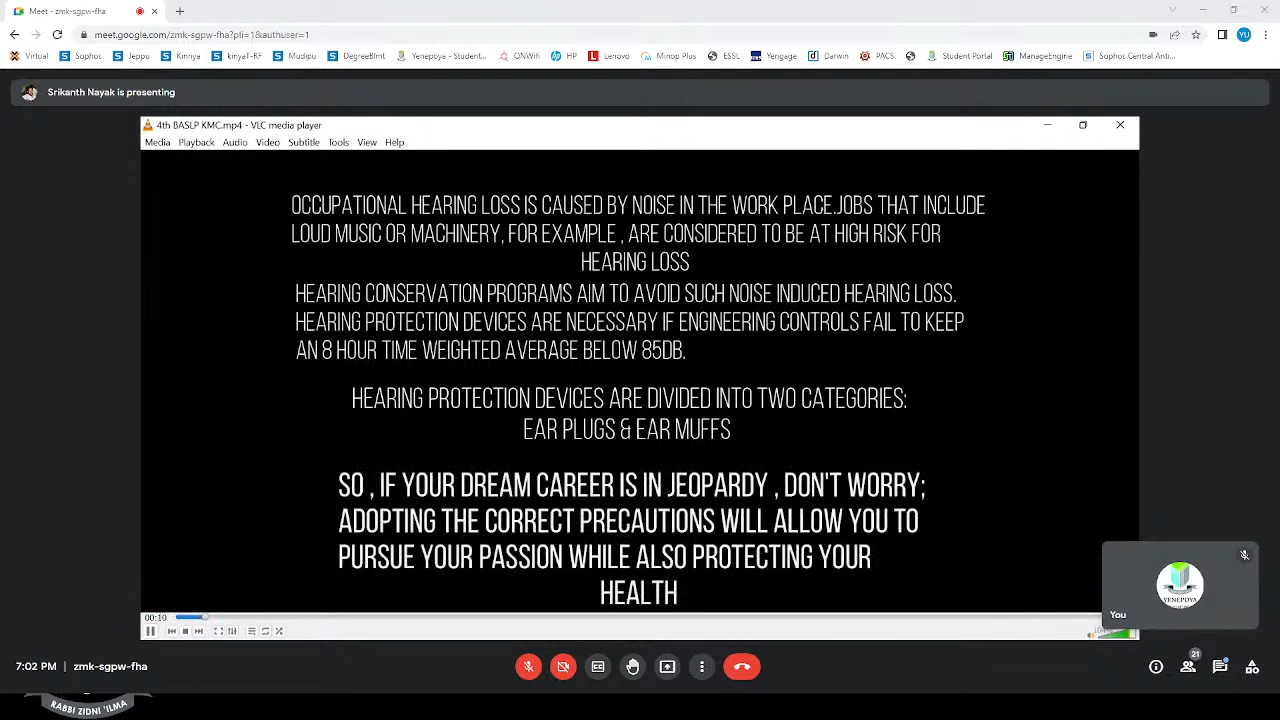 Meet - zmk-sgpw-fha
meet.google.com/zmk-sgpw-fha?pli=1&authuser=1
YU
Virtual Sophos Jeppu Kinnya kinyaTF-RF Mudipu DegreeBlmt Yenepoya - Student... QNWifi HP Lenovo Minop Plus ESSL Yengage Darwin PACS Student Portal ManageEngine Sophos Central Ant...
Srikanth Nayak is presenting
4th BASLP KMC.mp4 - VLC media player
Media Playback Audio Video Subtitle Tools View Help
OCCUPATIONAL HEARING LOSS IS CAUSED BY NOISE IN THE WORK PLACE.JOBS THAT INCLUDE
LOUD MUSIC OR MACHINERY, FOR EXAMPLE , ARE CONSIDERED TO BE AT HIGH RISK FOR
HEARING LOSS
HEARING CONSERVATION PROGRAMS AIM TO AVOID SUCH NOISE INDUCED HEARING LOSS.
HEARING PROTECTION DEVICES ARE NECESSARY IF ENGINEERING CONTROLS FAIL TO KEEP
AN 8 HOUR TIME WEIGHTED AVERAGE BELOW 85DB.
HEARING PROTECTION DEVICES ARE DIVIDED INTO TWO CATEGORIES:
EAR PLUGS & EAR MUFFS
SO , IF YOUR DREAM CAREER IS IN JEOPARDY , DON'T WORRY;
ADOPTING THE CORRECT PRECAUTIONS WILL ALLOW YOU TO
PURSUE YOUR PASSION WHILE ALSO PROTECTING YOUR
HEALTH
YENEPOYA
You
00:10
7:02 PM | zmk-sgpw-fha
21
RABBI ZIDNI 'ILMA